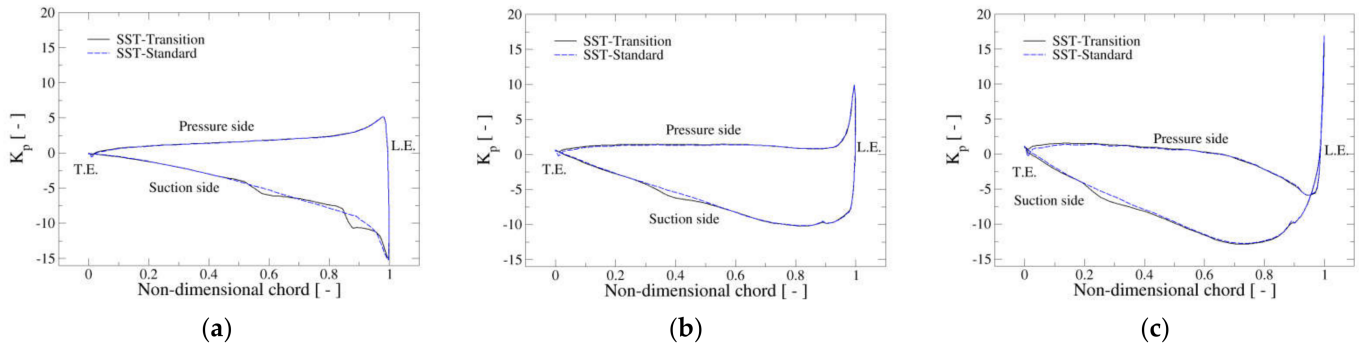 20
15
10
5
0
-5
-10
-15
K_p [ - ]
SST-Transition
SST-Standard
Pressure side
L.E.
T.E.
Suction side
0 0.2 0.4 0.6 0.8 1
Non-dimensional chord [ - ]
(a)
20
15
10
5
0
-5
-10
-15
K_p [ - ]
SST-Transition
SST-Standard
Pressure side
L.E.
T.E.
Suction side
0 0.2 0.4 0.6 0.8 1
Non-dimensional chord [ - ]
(b)
20
15
10
5
0
-5
-10
-15
K_p [ - ]
SST-Transition
SST-Standard
Pressure side
L.E.
T.E.
Suction side
0 0.2 0.4 0.6 0.8 1
Non-dimensional chord [ - ]
(c)